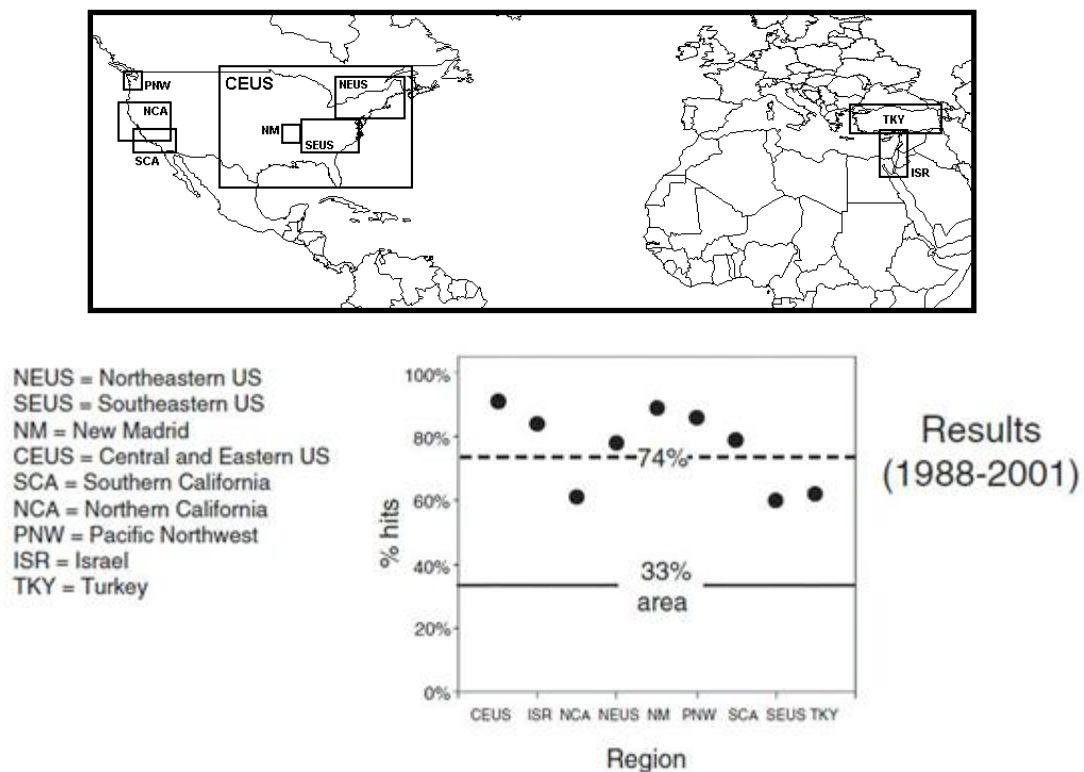 CEUS
NEUS
PNW
NCA
NM
SEUS
SCA
TKY
ISR
NEUS = Northeastern US
SEUS = Southeastern US
NM = New Madrid
CEUS = Central and Eastern US
SCA = Southern California
NCA = Northern California
PNW = Pacific Northwest
ISR = Israel
TKY = Turkey
100%
80%
60%
40%
20%
0%
% hits
74%
33%
area
CEUS ISR NCA NEUS NM PNW SCA SEUS TKY
Region
Results
(1988-2001)